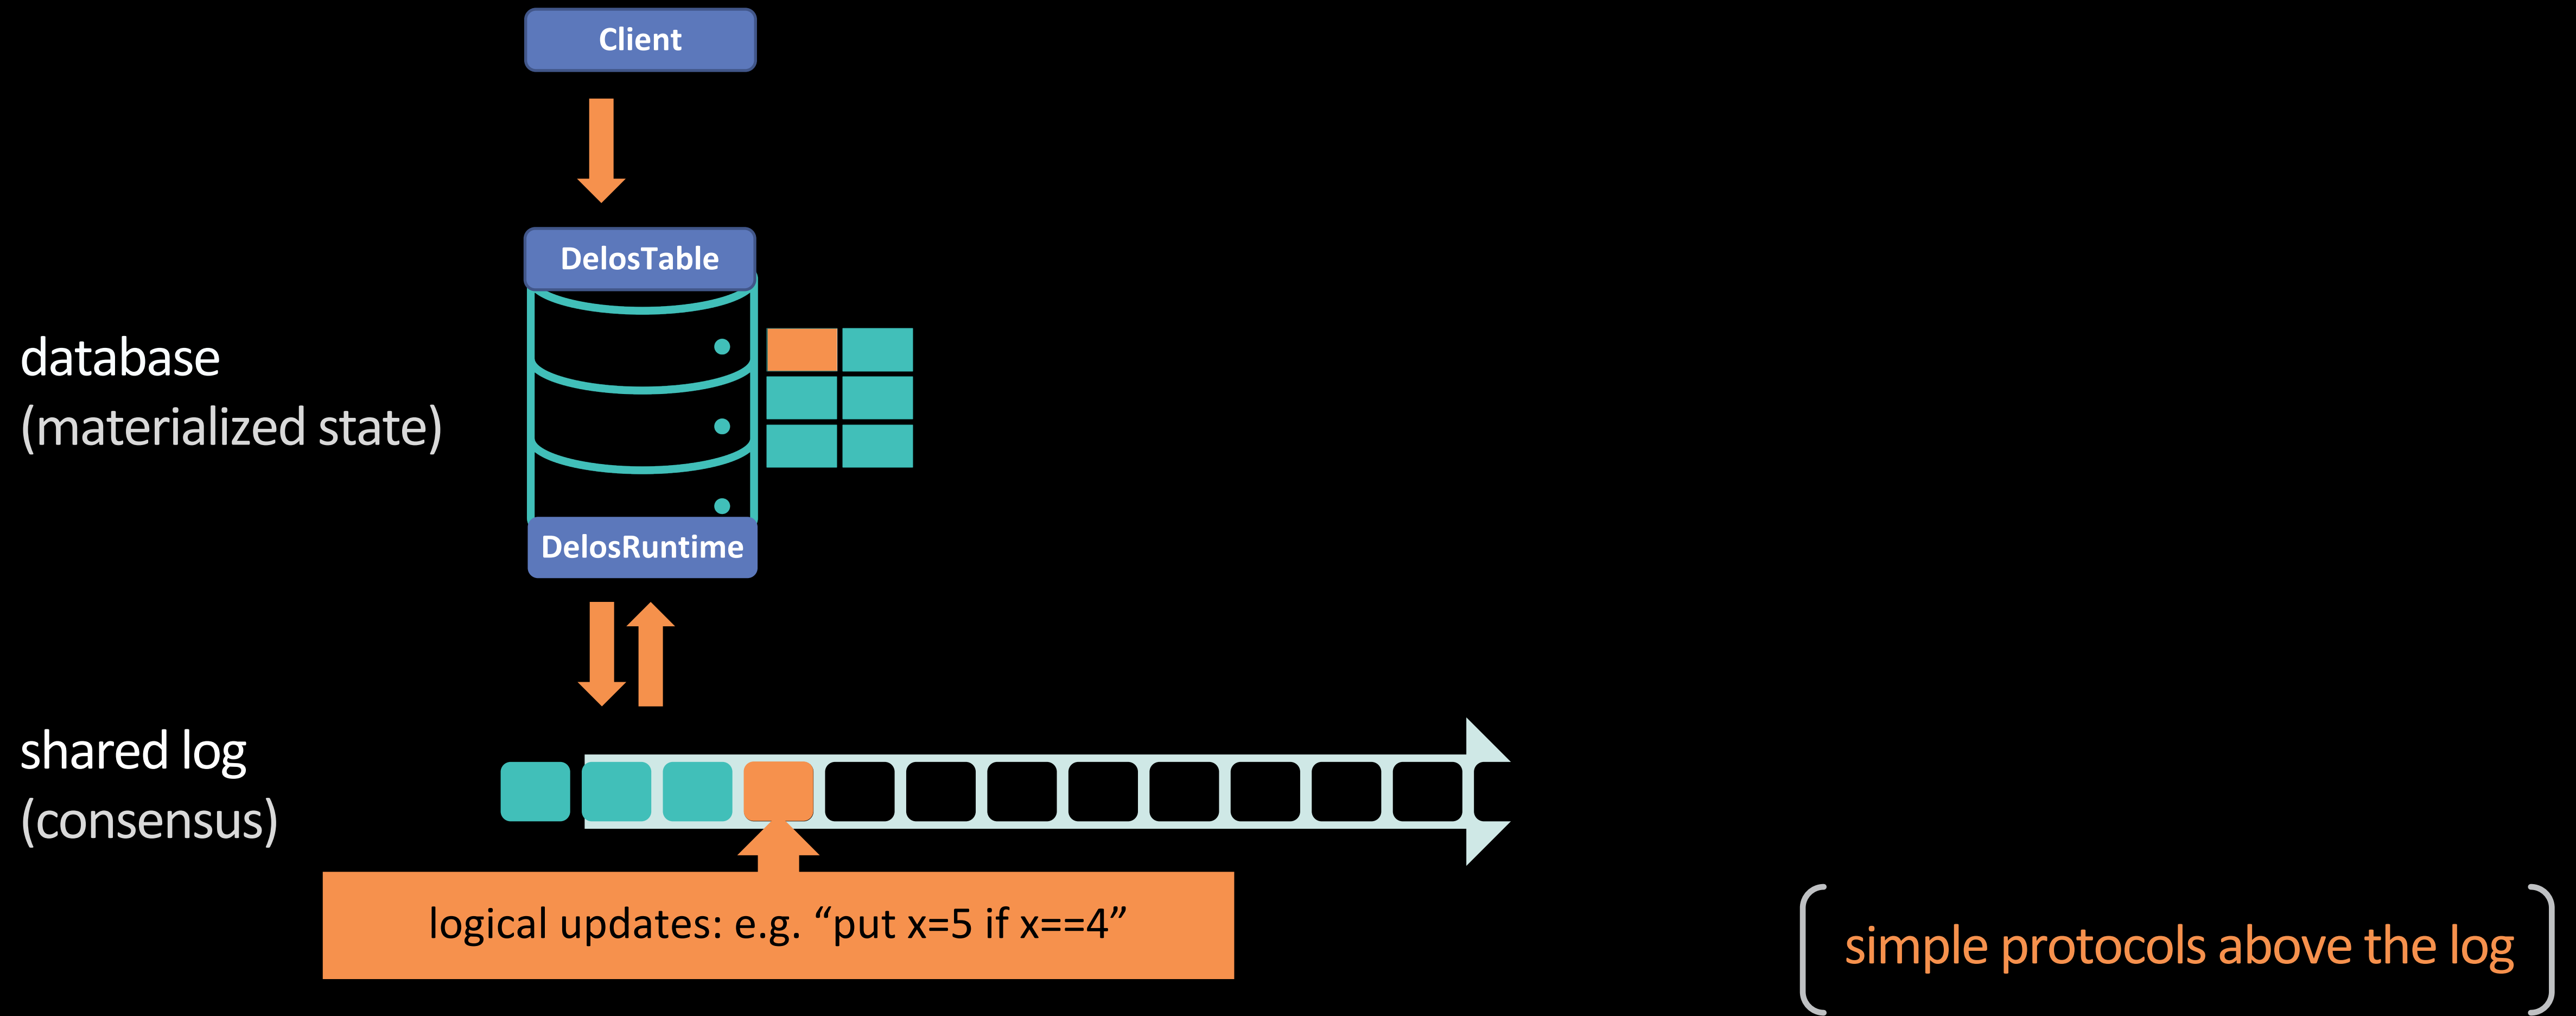 Client
DelosTable
database
(materialized state)
DelosRuntime
shared log
(consensus)
logical updates: e.g. “put x=5 if x==4”
simple protocols above the log